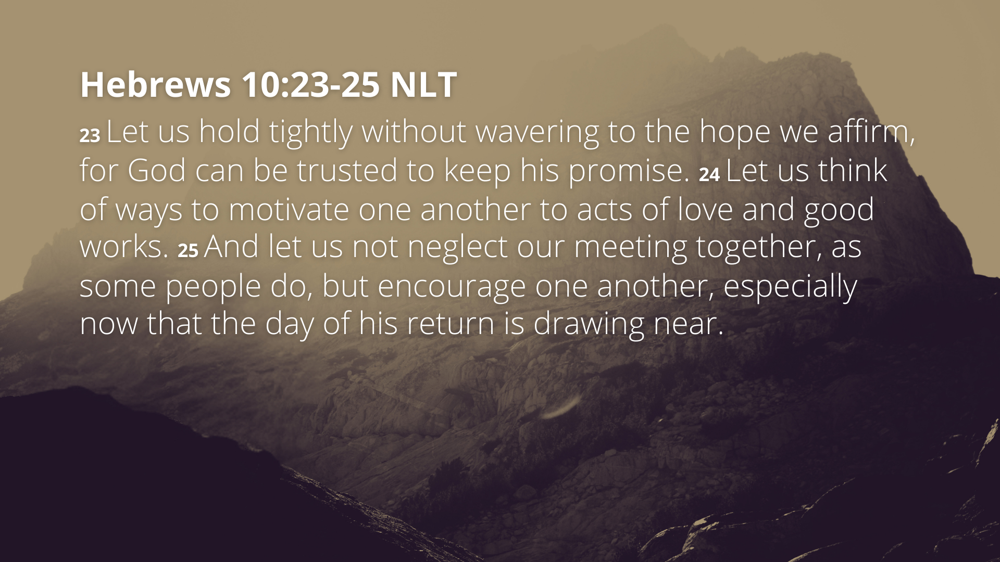 Hebrews 10:23-25 NLT
23 Let us hold tightly without wavering to the hope we affirm,
for God can be trusted to keep his promise. 24 Let us think
of ways to motivate one another to acts of love and good
works. 25 And let us not neglect our meeting together, as
some people do, but encourage one another, especially
now that the day of his return is drawing near.